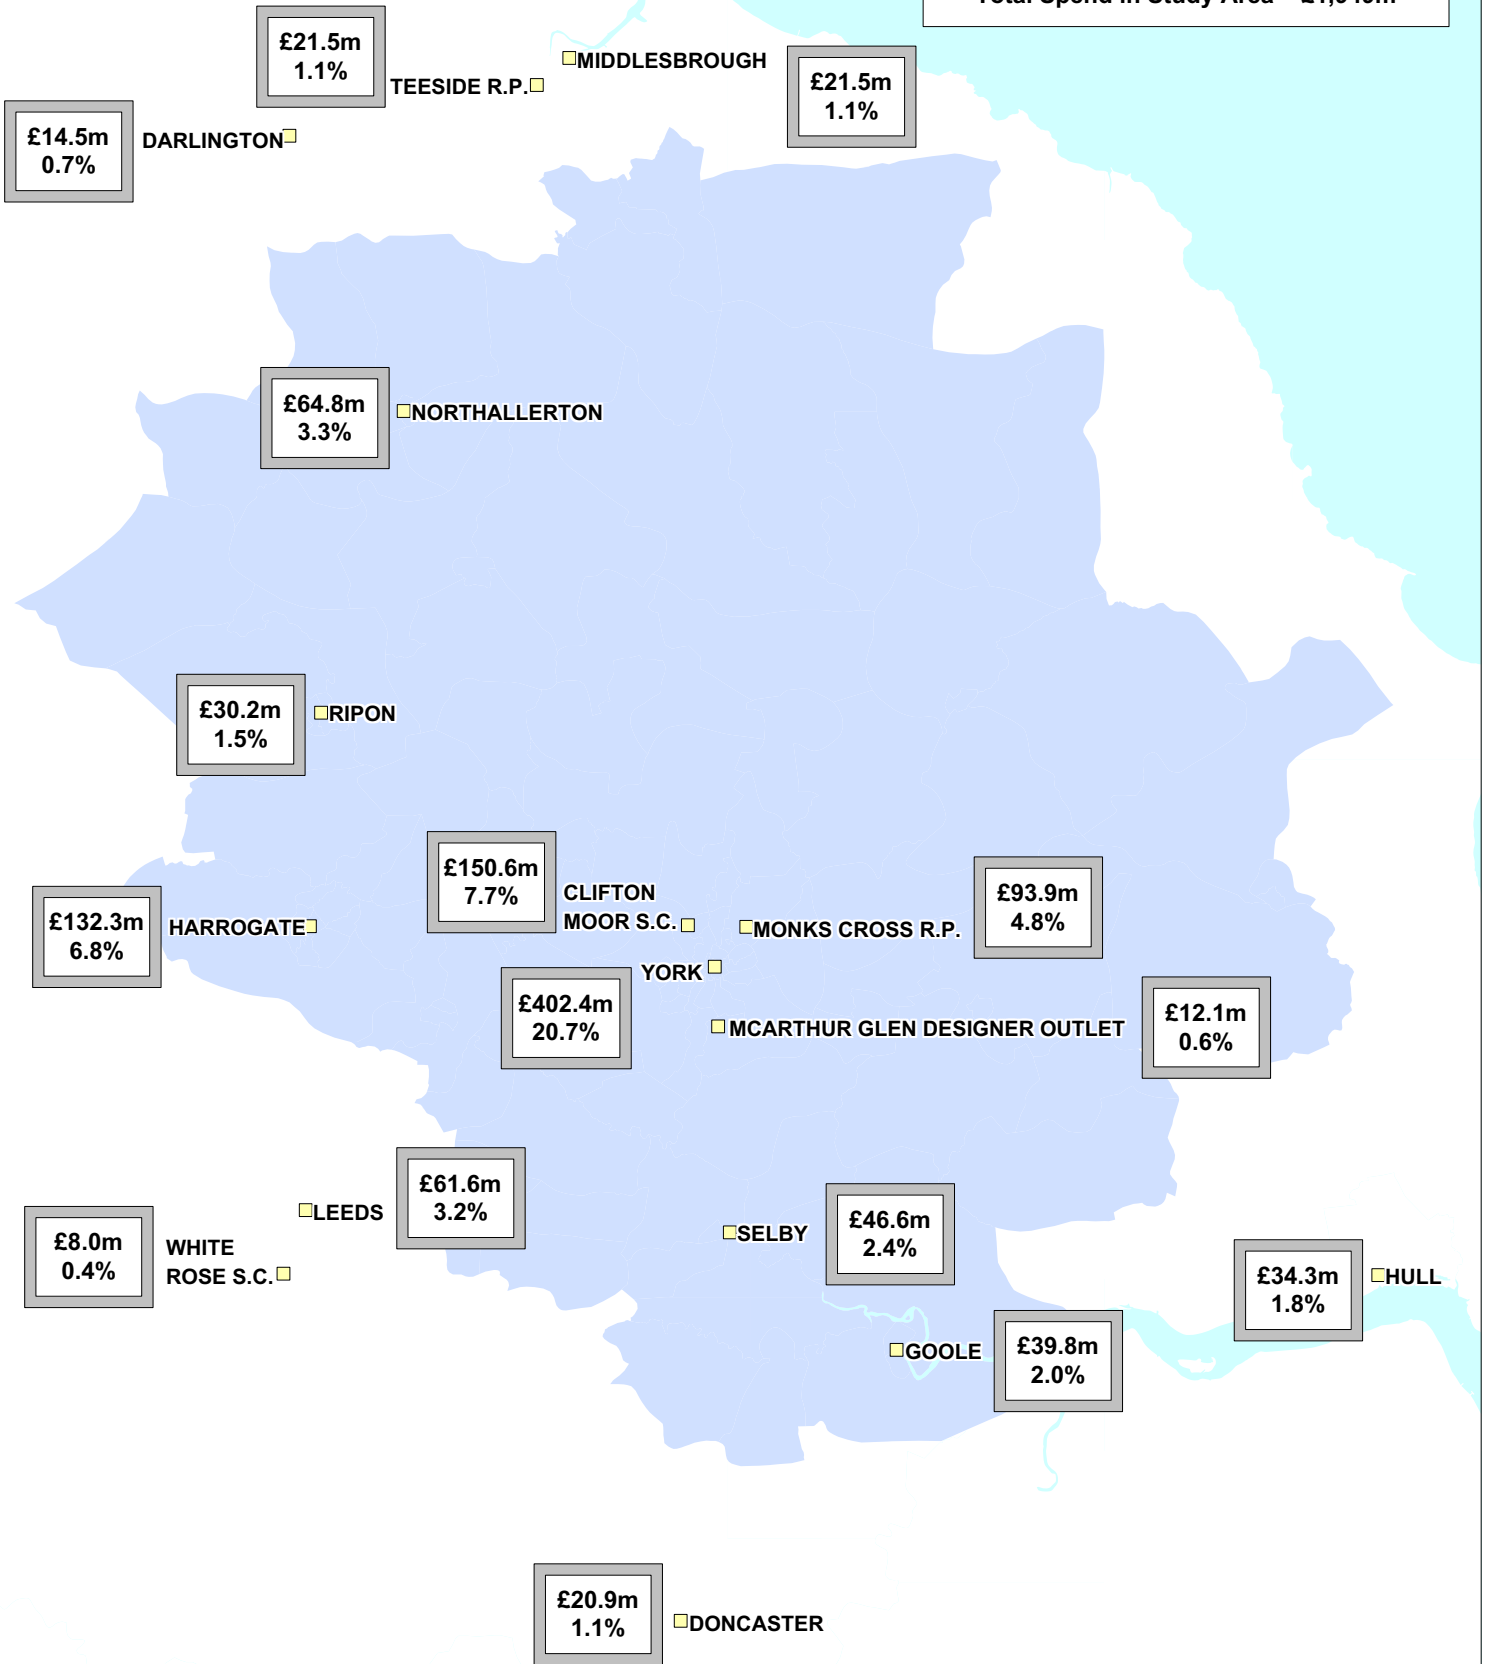 £21.5m
1.1%
TEESIDE R.P.
MIDDLESBROUGH
£21.5m
1.1%
£14.5m
0.7%
DARLINGTON
£64.8m
3.3%
NORTHALLERTON
£30.2m
1.5%
RIPON
£150.6m
7.7%
CLIFTON
MOOR S.C.
£93.9m
4.8%
MONKS CROSS R.P.
£132.3m
6.8%
HARROGATE
YORK
£402.4m
20.7%
MCARTHUR GLEN DESIGNER OUTLET
£12.1m
0.6%
£61.6m
3.2%
LEEDS
£8.0m
0.4%
WHITE
ROSE S.C.
SELBY
£46.6m
2.4%
£34.3m
1.8%
HULL
GOOLE
£39.8m
2.0%
£20.9m
1.1%
DONCASTER